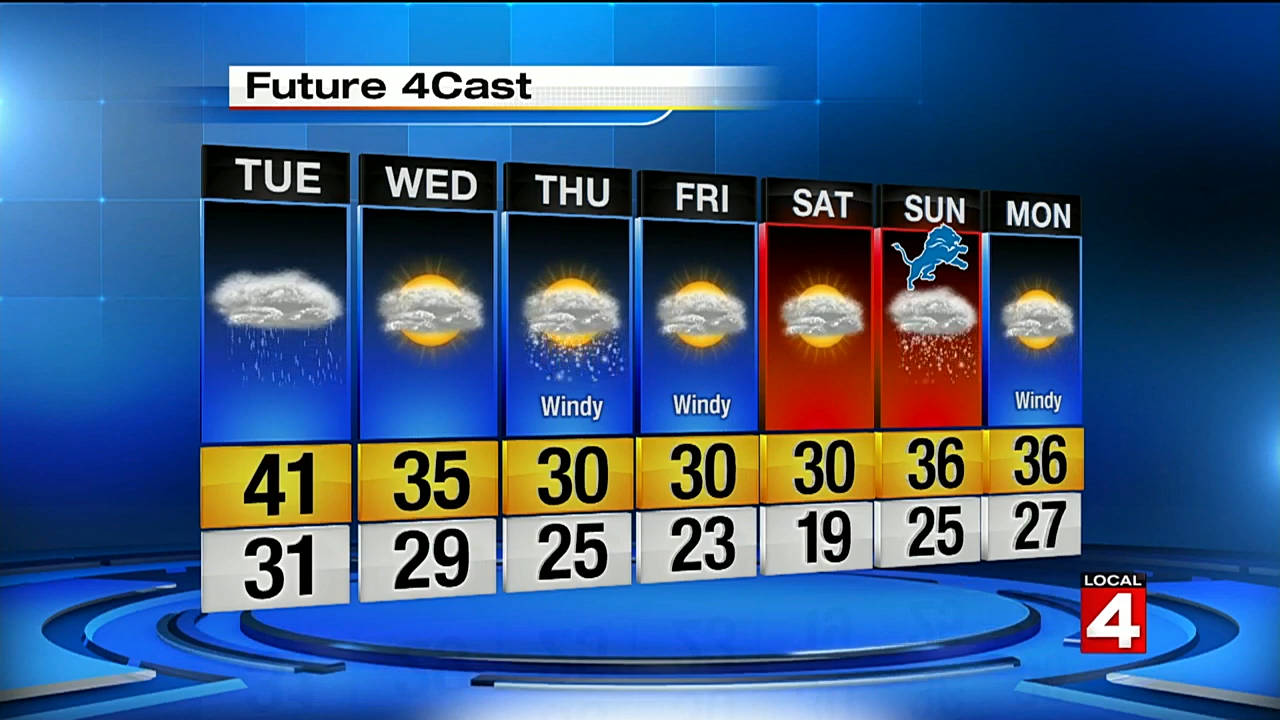 Future 4Cast
TUE WED THU FRI SAT SUN MON
Windy Windy Windy
41 35 30 30 30 36 36
31 29 25 23 19 25 27
LOCAL
4